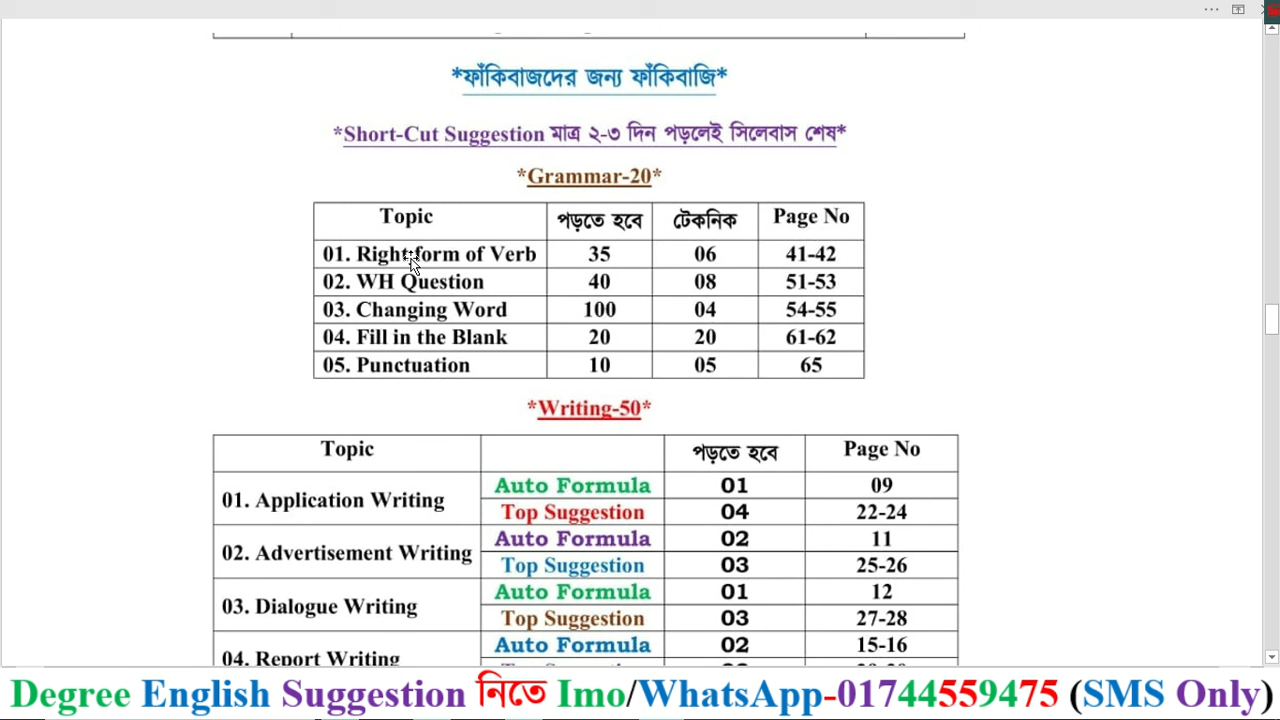 *ফাঁকিবাজদের জন্য ফাঁকিবাজি*
*Short-Cut Suggestion মাত্র ২-৩ দিন পড়লেই সিলেবাস শেষ*
*Grammar-20*
Topic পড়তে হবে টেকনিক Page No
01. Right form of Verb 35 06 41-42
02. WH Question 40 08 51-53
03. Changing Word 100 04 54-55
04. Fill in the Blank 20 20 61-62
05. Punctuation 10 05 65
*Writing-50*
Topic পড়তে হবে Page No
01. Application Writing Auto Formula 01 09
Top Suggestion 04 22-24
02. Advertisement Writing Auto Formula 02 11
Top Suggestion 03 25-26
03. Dialogue Writing Auto Formula 01 12
Top Suggestion 03 27-28
04. Report Writing Auto Formula 02 15-16
Degree English Suggestion নিতে Imo/WhatsApp-01744559475 (SMS Only)